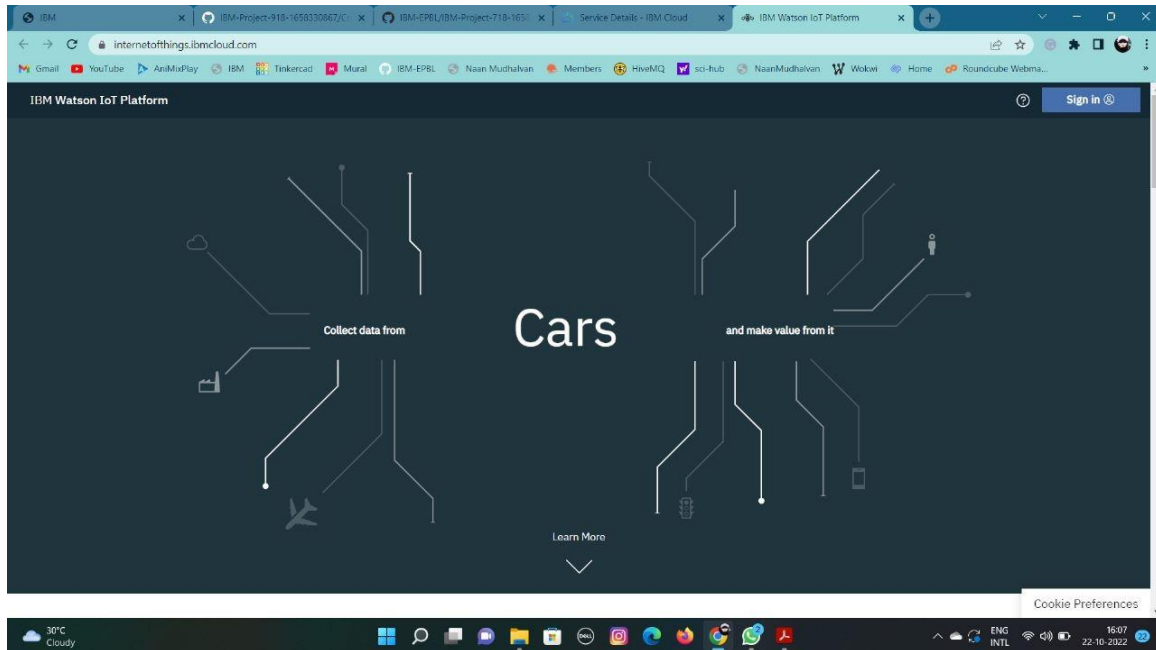 IBM
IBM-Project-918-1658330867/C
IBM-EPBL/IBM-Project-718-165
Service Details - IBM Cloud
IBM Watson IoT Platform
internetofthings.ibmcloud.com
Gmail YouTube AniMixPlay IBM Tinkercad Mural IBM-EPBL Naan Mudhalvan Members HiveMQ sci-hub NaanMudhalvan Wokwi Home Roundcube Webma...
IBM Watson IoT Platform
Sign in
Collect data from
Cars
and make value from it
Learn More
Cookie Preferences
30°C
Cloudy
ENG
INTL
16:07
22-10-2022
22